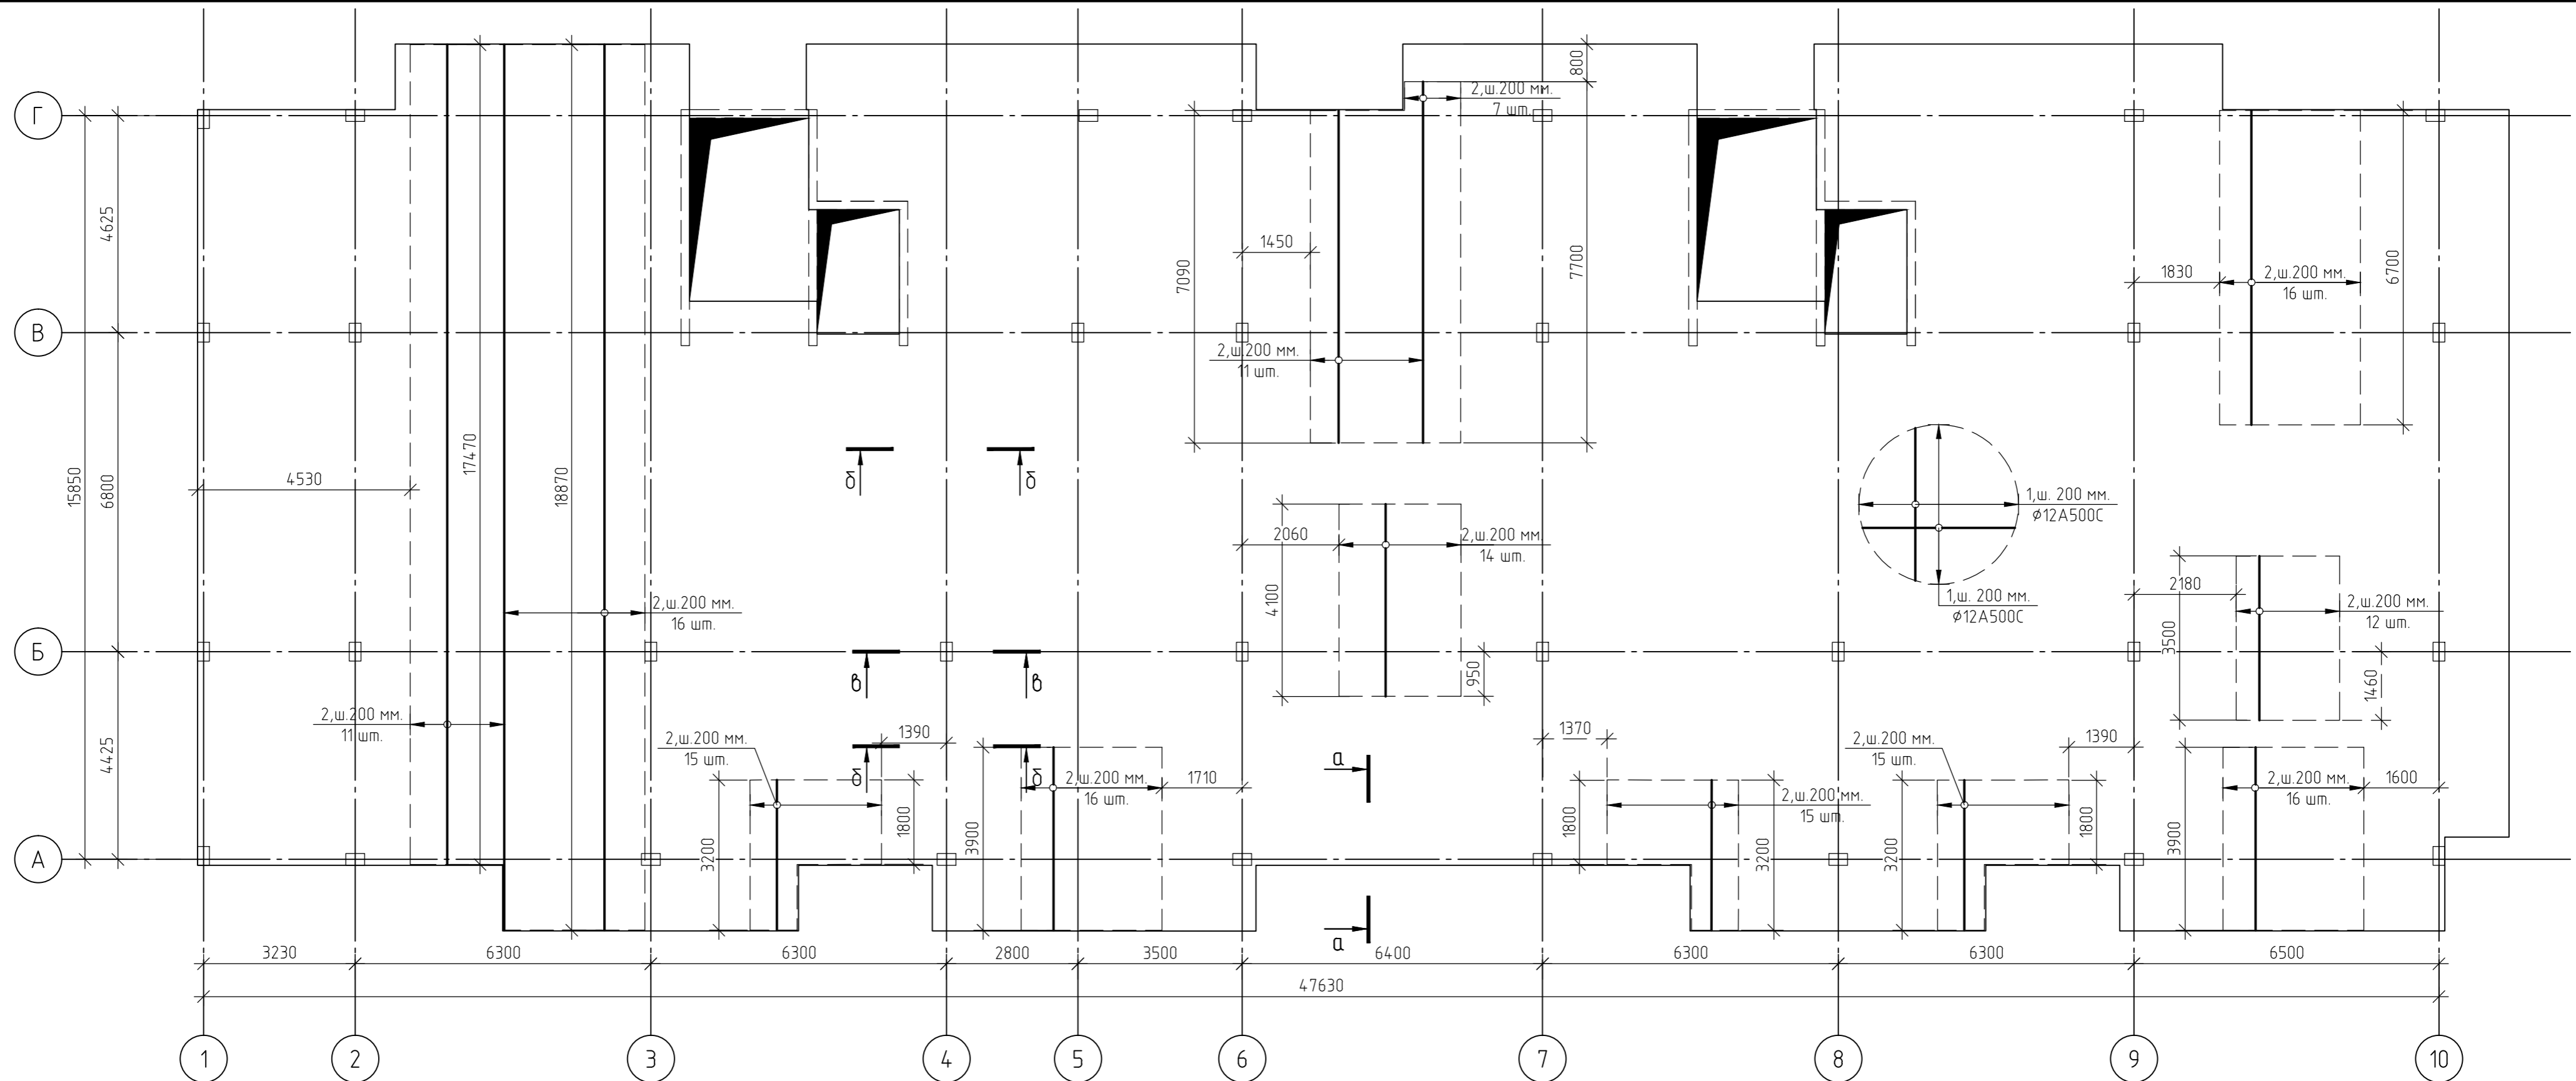 800
2,ш.200 мм.
7 шт.
Г
4625
1450
7090
7700
1830
2,ш.200 мм.
16 шт.
6700
В
2,ш.200 мм.
11 шт.
15850
6800
4530
17470
18870
б
б
1,ш. 200 мм.
⌀12А500С
2060
2,ш.200 мм.
14 шт.
4100
1,ш. 200 мм.
⌀12А500С
2180
2,ш.200 мм.
12 шт.
3500
2,ш.200 мм.
16 шт.
Б
в
в
950
1460
2,ш.200 мм.
11 шт.
4425
2,ш.200 мм.
15 шт.
1390
1370
2,ш.200 мм.
15 шт.
1390
б
б
а
2,ш.200 мм.
16 шт.
1710
2,ш.200 мм.
16 шт.
1600
3200
1800
3900
1800
2,ш.200 мм.
15 шт.
3200
3200
1800
3900
А
а
3230
6300
6300
2800
3500
6400
6300
6300
6500
47630
1
2
3
4
5
6
7
8
9
10